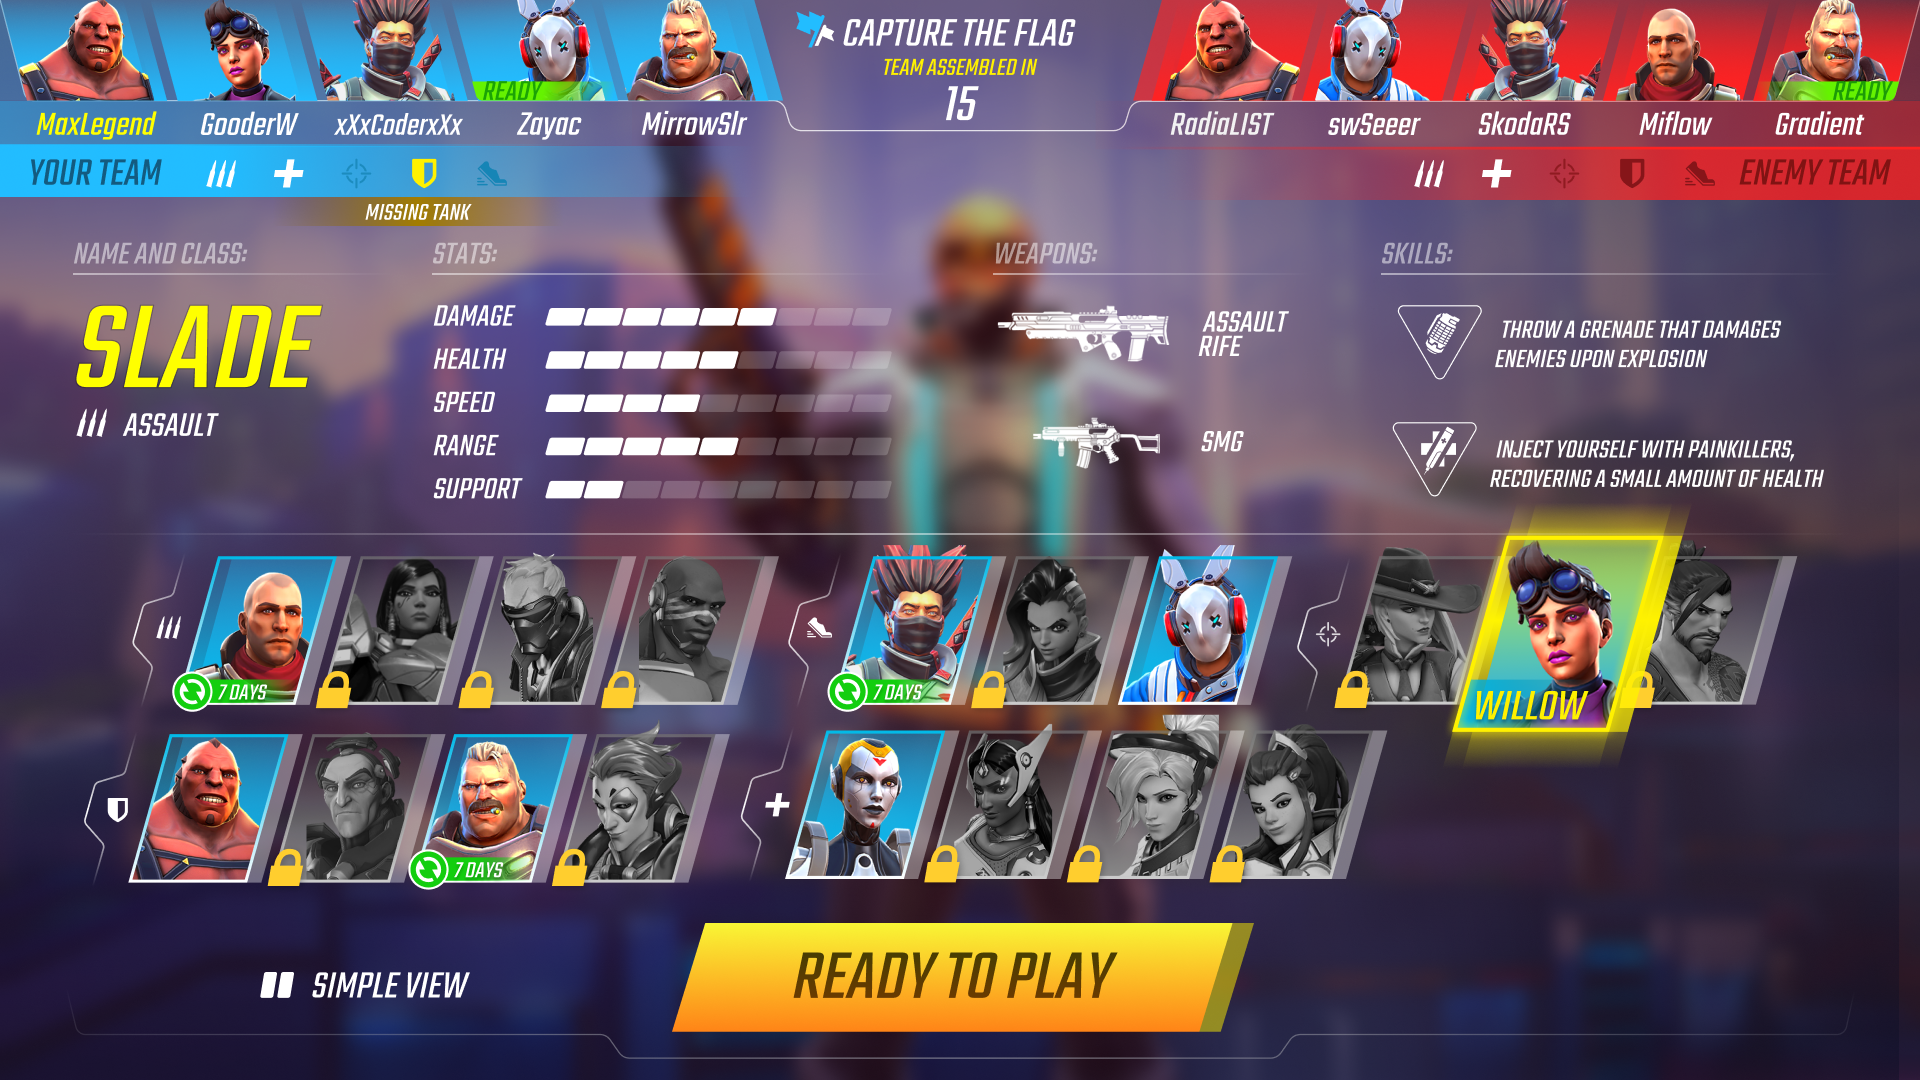 CAPTURE THE FLAG
TEAM ASSEMBLED IN
15
READY
READY
MaxLegend
GooderW
xXxCoderxXx
Zayac
MirrowSlr
RadiaLIST
swSeeer
SkodaRS
Miflow
Gradient
YOUR TEAM
ENEMY TEAM
MISSING TANK
NAME AND CLASS:
STATS:
WEAPONS:
SKILLS:
SLADE
ASSAULT
DAMAGE
HEALTH
SPEED
RANGE
SUPPORT
ASSAULT
RIFE
SMG
THROW A GRENADE THAT DAMAGES
ENEMIES UPON EXPLOSION
INJECT YOURSELF WITH PAINKILLERS,
RECOVERING A SMALL AMOUNT OF HEALTH
7 DAYS
7 DAYS
WILLOW
7 DAYS
SIMPLE VIEW
READY TO PLAY